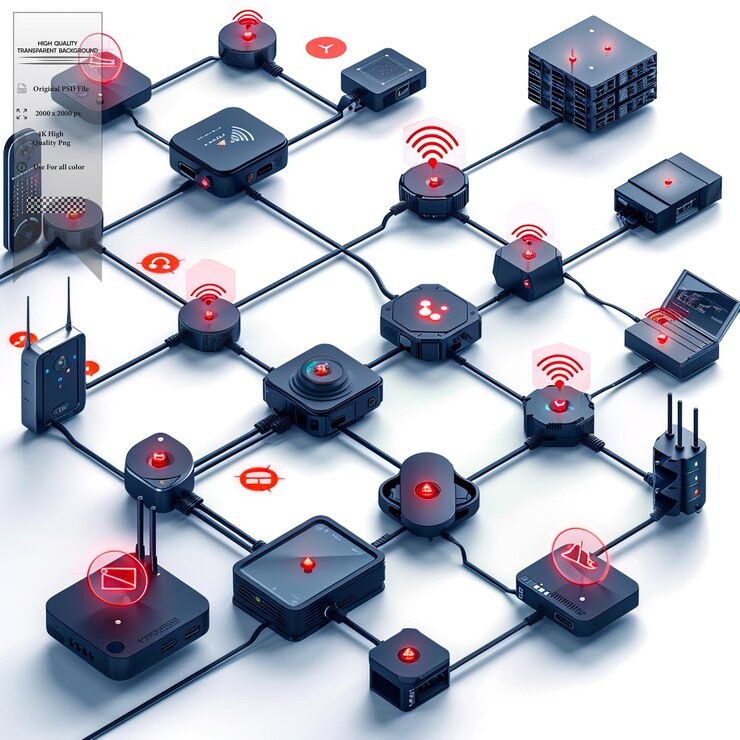 HIGH QUALITY
TRANSPARENT BACKGROUND
Original PSD File
2000 x 2000 px
4K High
Quality Png
Use For all color